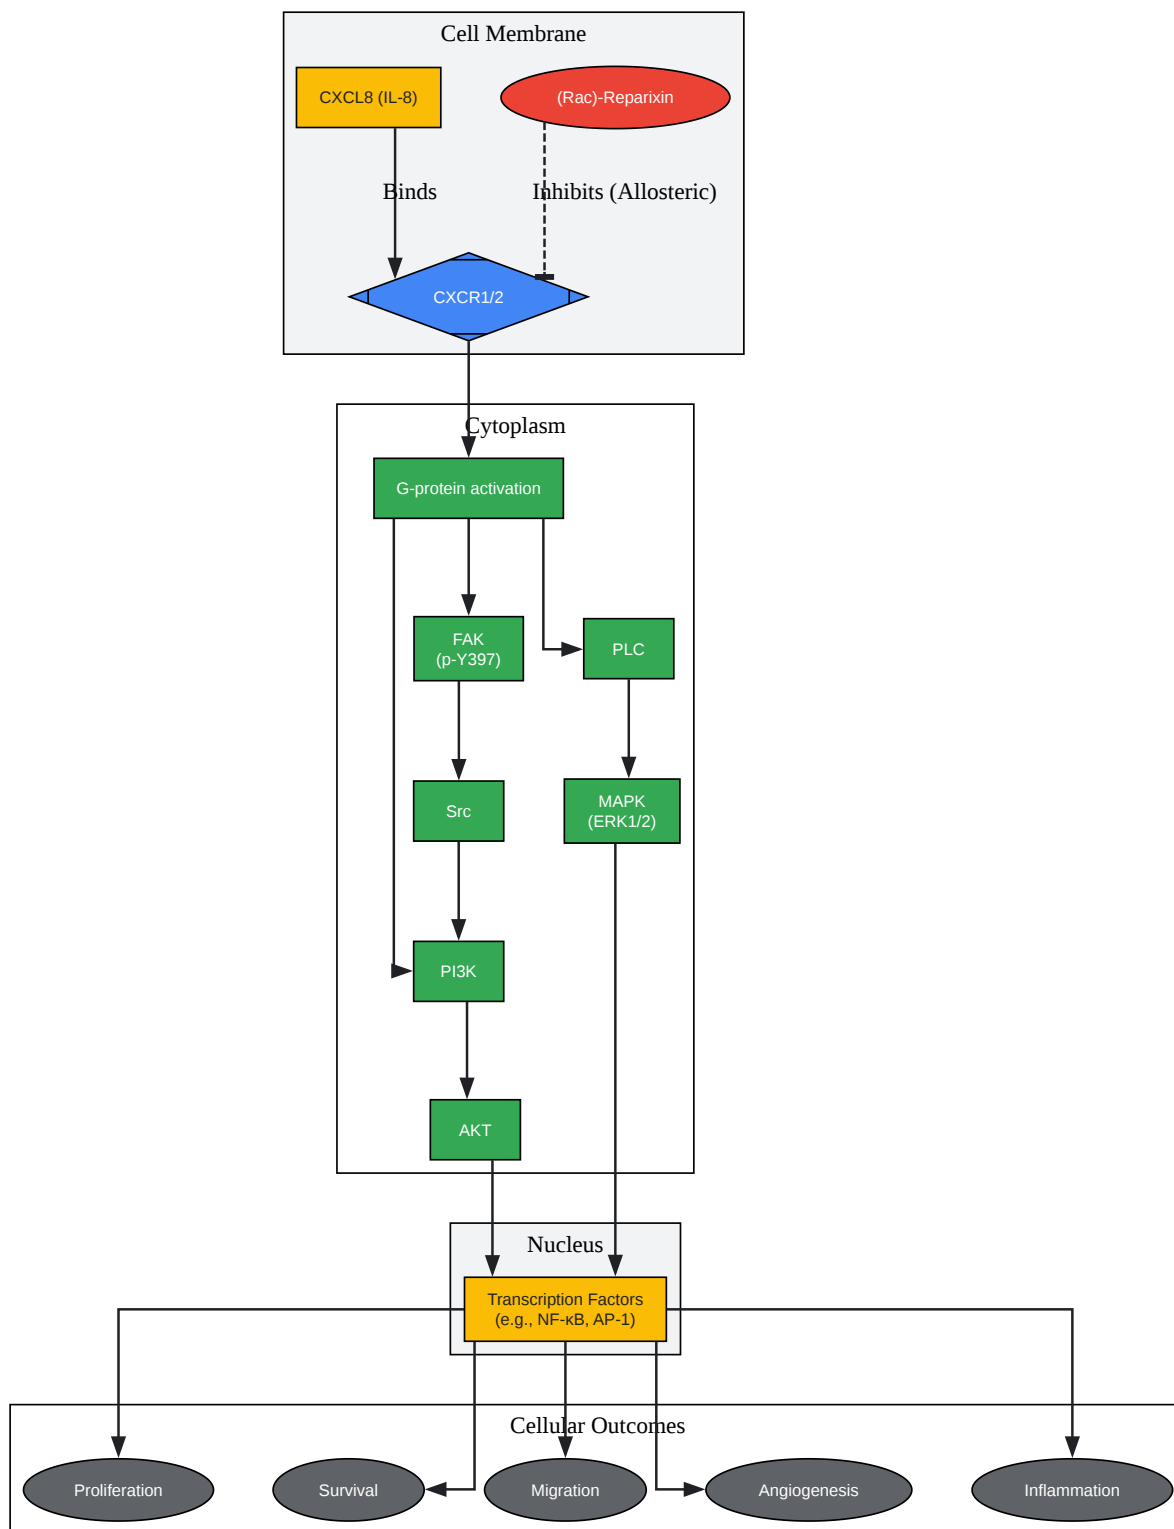 Cell Membrane
CXCL8 (IL-8)
(Rac)-Reparixin
Binds
Inhibits (Allosteric)
CXCR1/2
Cytoplasm
G-protein activation
FAK
(p-Y397)
PLC
Src
MAPK
(ERK1/2)
PI3K
AKT
Nucleus
Transcription Factors
(e.g., NF-κB, AP-1)
Cellular Outcomes
Proliferation
Survival
Migration
Angiogenesis
Inflammation